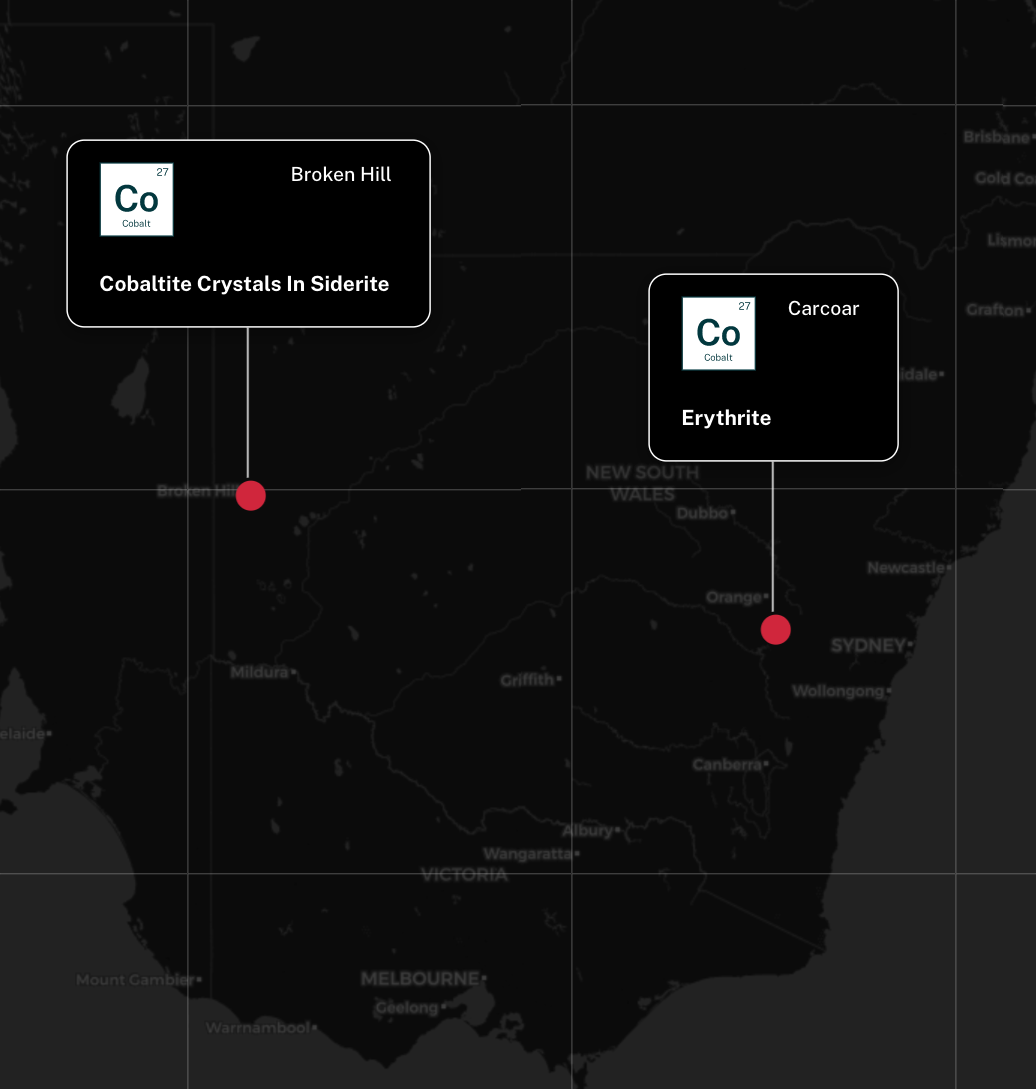 Brisbane
27
Co
Cobalt
Broken Hill
Cobaltite Crystals In Siderite
Gold Co
Lismor
27
Co
Cobalt
Carcoar
Erythrite
Grafton
idale
NEW SOUTH
WALES
Broken Hill
Dubbo
Newcastle
Orange
SYDNEY
Mildura
Griffith
Wollongong
elaide
Canberra
Albury
Wangaratta
VICTORIA
Mount Gambier
MELBOURNE
Geelong
Warrnambool